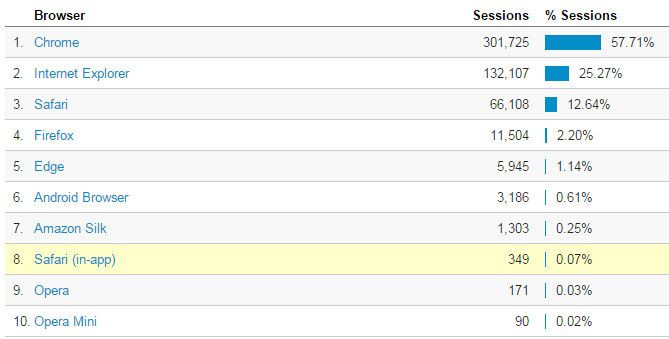 Browser Sessions % Sessions
1. Chrome 301,725 57.71%
2. Internet Explorer 132,107 25.27%
3. Safari 66,108 12.64%
4. Firefox 11,504 2.20%
5. Edge 5,945 1.14%
6. Android Browser 3,186 0.61%
7. Amazon Silk 1,303 0.25%
8. Safari (in-app) 349 0.07%
9. Opera 171 0.03%
10. Opera Mini 90 0.02%